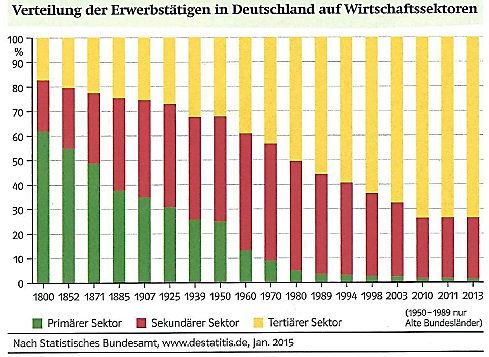 Verteilung der Erwerbstätigen in Deutschland auf Wirtschaftssektoren
100
%
90
80
70
60
50
40
30
20
10
0
1800 1852 1871 1885 1907 1925 1939 1950 1960 1970 1980 1989 1994 1998 2003 2010 2011 2013
(1950–1989 nur
Alte Bundesländer)
Primärer Sektor Sekundärer Sektor Tertiärer Sektor
Nach Statistisches Bundesamt, www.destatitis.de, Jan. 2015